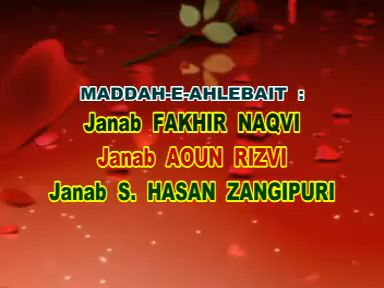 MADDAH-E-AHLEBAIT :
Janab FAKHIR NAQVI
Janab AOUN RIZVI
Janab S. HASAN ZANGIPURI